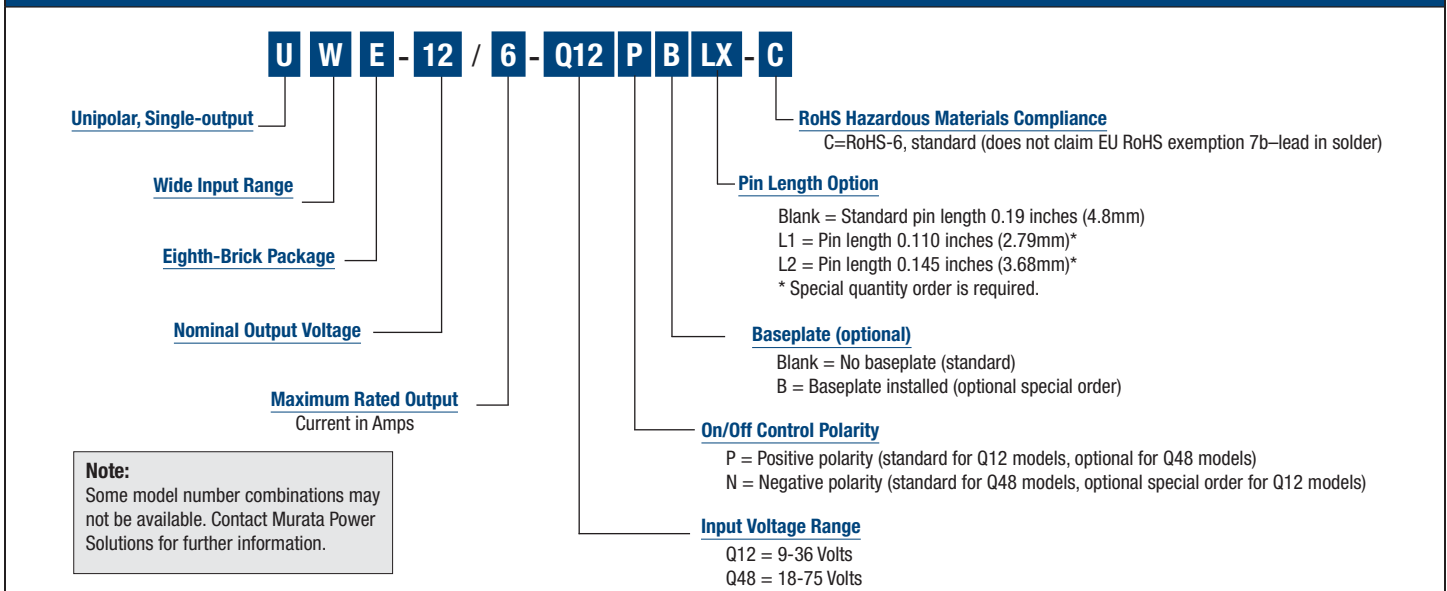 U W E - 12 / 6 - Q12 P B LX - C
Unipolar, Single-output
Wide Input Range
Eighth-Brick Package
Nominal Output Voltage
Maximum Rated Output
Current in Amps
Note:
Some model number combinations may
not be available. Contact Murata Power
Solutions for further information.
RoHS Hazardous Materials Compliance
C=RoHS-6, standard (does not claim EU RoHS exemption 7b–lead in solder)
Pin Length Option
Blank = Standard pin length 0.19 inches (4.8mm)
L1 = Pin length 0.110 inches (2.79mm)*
L2 = Pin length 0.145 inches (3.68mm)*
* Special quantity order is required.
Baseplate (optional)
Blank = No baseplate (standard)
B = Baseplate installed (optional special order)
On/Off Control Polarity
P = Positive polarity (standard for Q12 models, optional for Q48 models)
N = Negative polarity (standard for Q48 models, optional special order for Q12 models)
Input Voltage Range
Q12 = 9-36 Volts
Q48 = 18-75 Volts